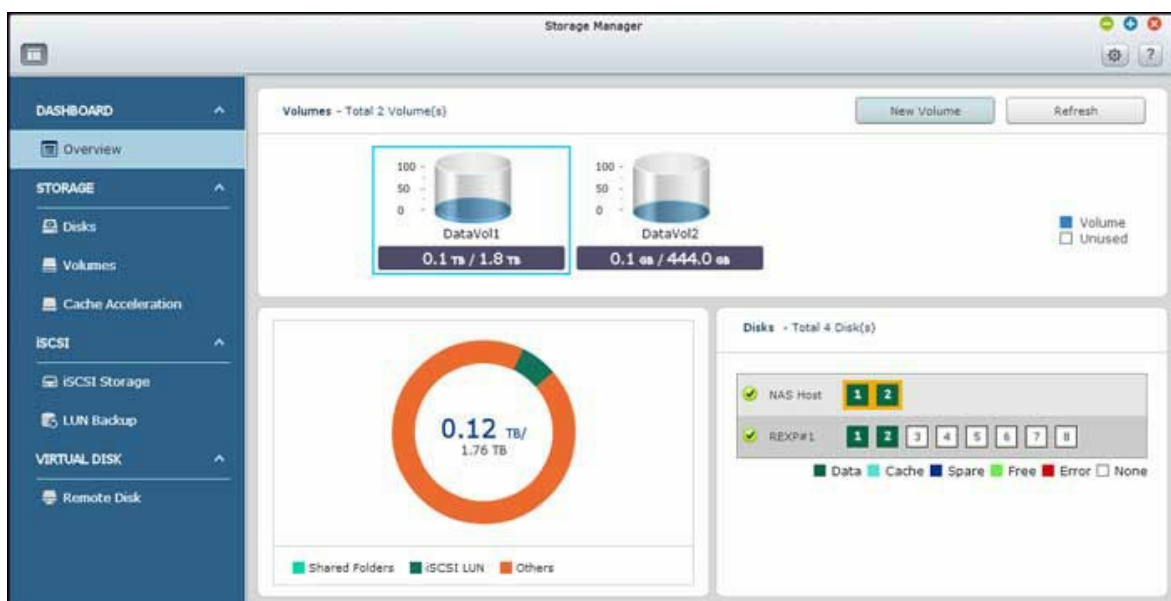 Storage Manager
?
DASHBOARD
Overview
STORAGE
Disks
Volumes
Cache Acceleration
iSCSI
iSCSI Storage
LUN Backup
VIRTUAL DISK
Remote Disk
Volumes - Total 2 Volume(s)
New Volume
Refresh
100
50
0
DataVol1
0.1 TB / 1.8 TB
100
50
0
DataVol2
0.1 GB / 444.0 GB
Volume
Unused
0.12 TB/
1.76 TB
Shared Folders iSCSI LUN Others
Disks - Total 4 Disk(s)
NAS Host 1 2
REXP#1 1 2 3 4 5 6 7 8
Data Cache Spare Free Error None